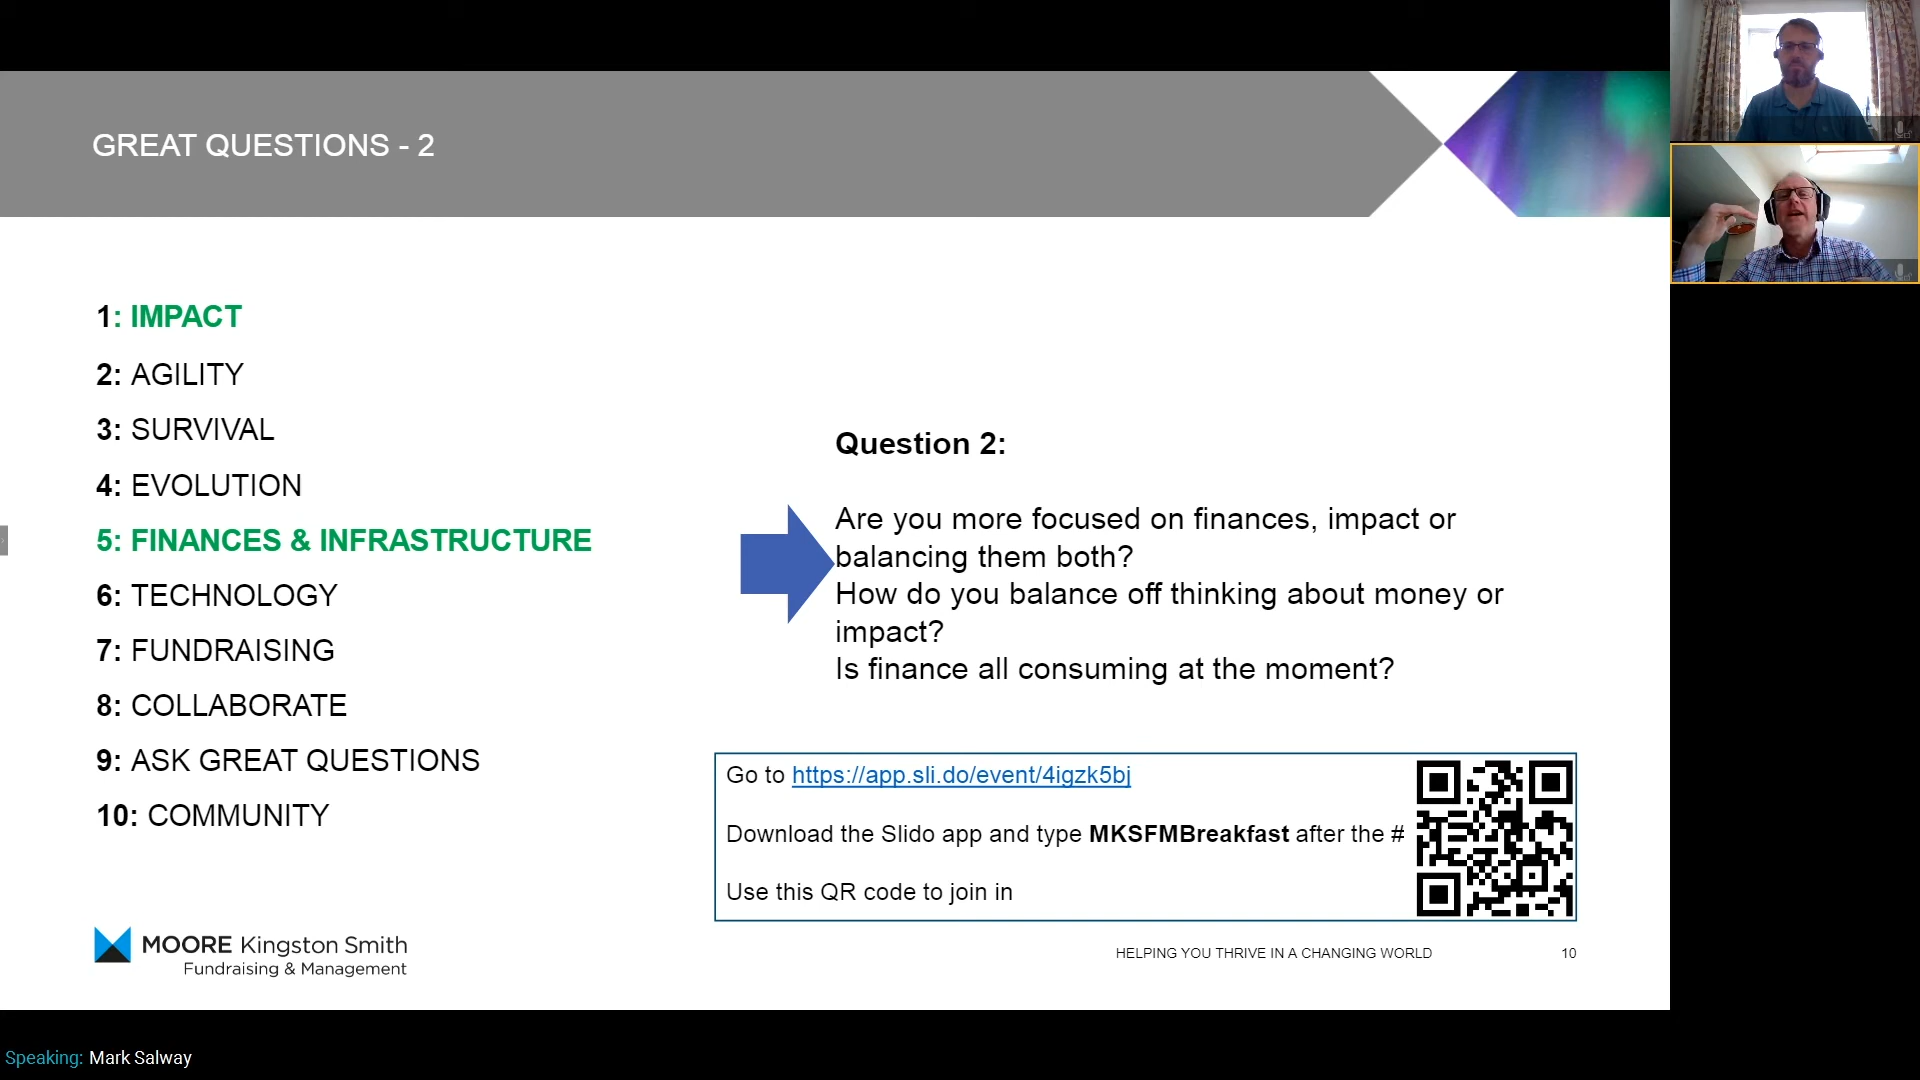 GREAT QUESTIONS - 2
1: IMPACT
2: AGILITY
3: SURVIVAL
4: EVOLUTION
5: FINANCES & INFRASTRUCTURE
6: TECHNOLOGY
7: FUNDRAISING
8: COLLABORATE
9: ASK GREAT QUESTIONS
10: COMMUNITY
Question 2:
Are you more focused on finances, impact or
balancing them both?
How do you balance off thinking about money or
impact?
Is finance all consuming at the moment?
Go to https://app.sli.do/event/4igzk5bj
Download the Slido app and type MKSFMBreakfast after the #
Use this QR code to join in
MOORE Kingston Smith
Fundraising & Management
HELPING YOU THRIVE IN A CHANGING WORLD
10
Speaking: Mark Salway